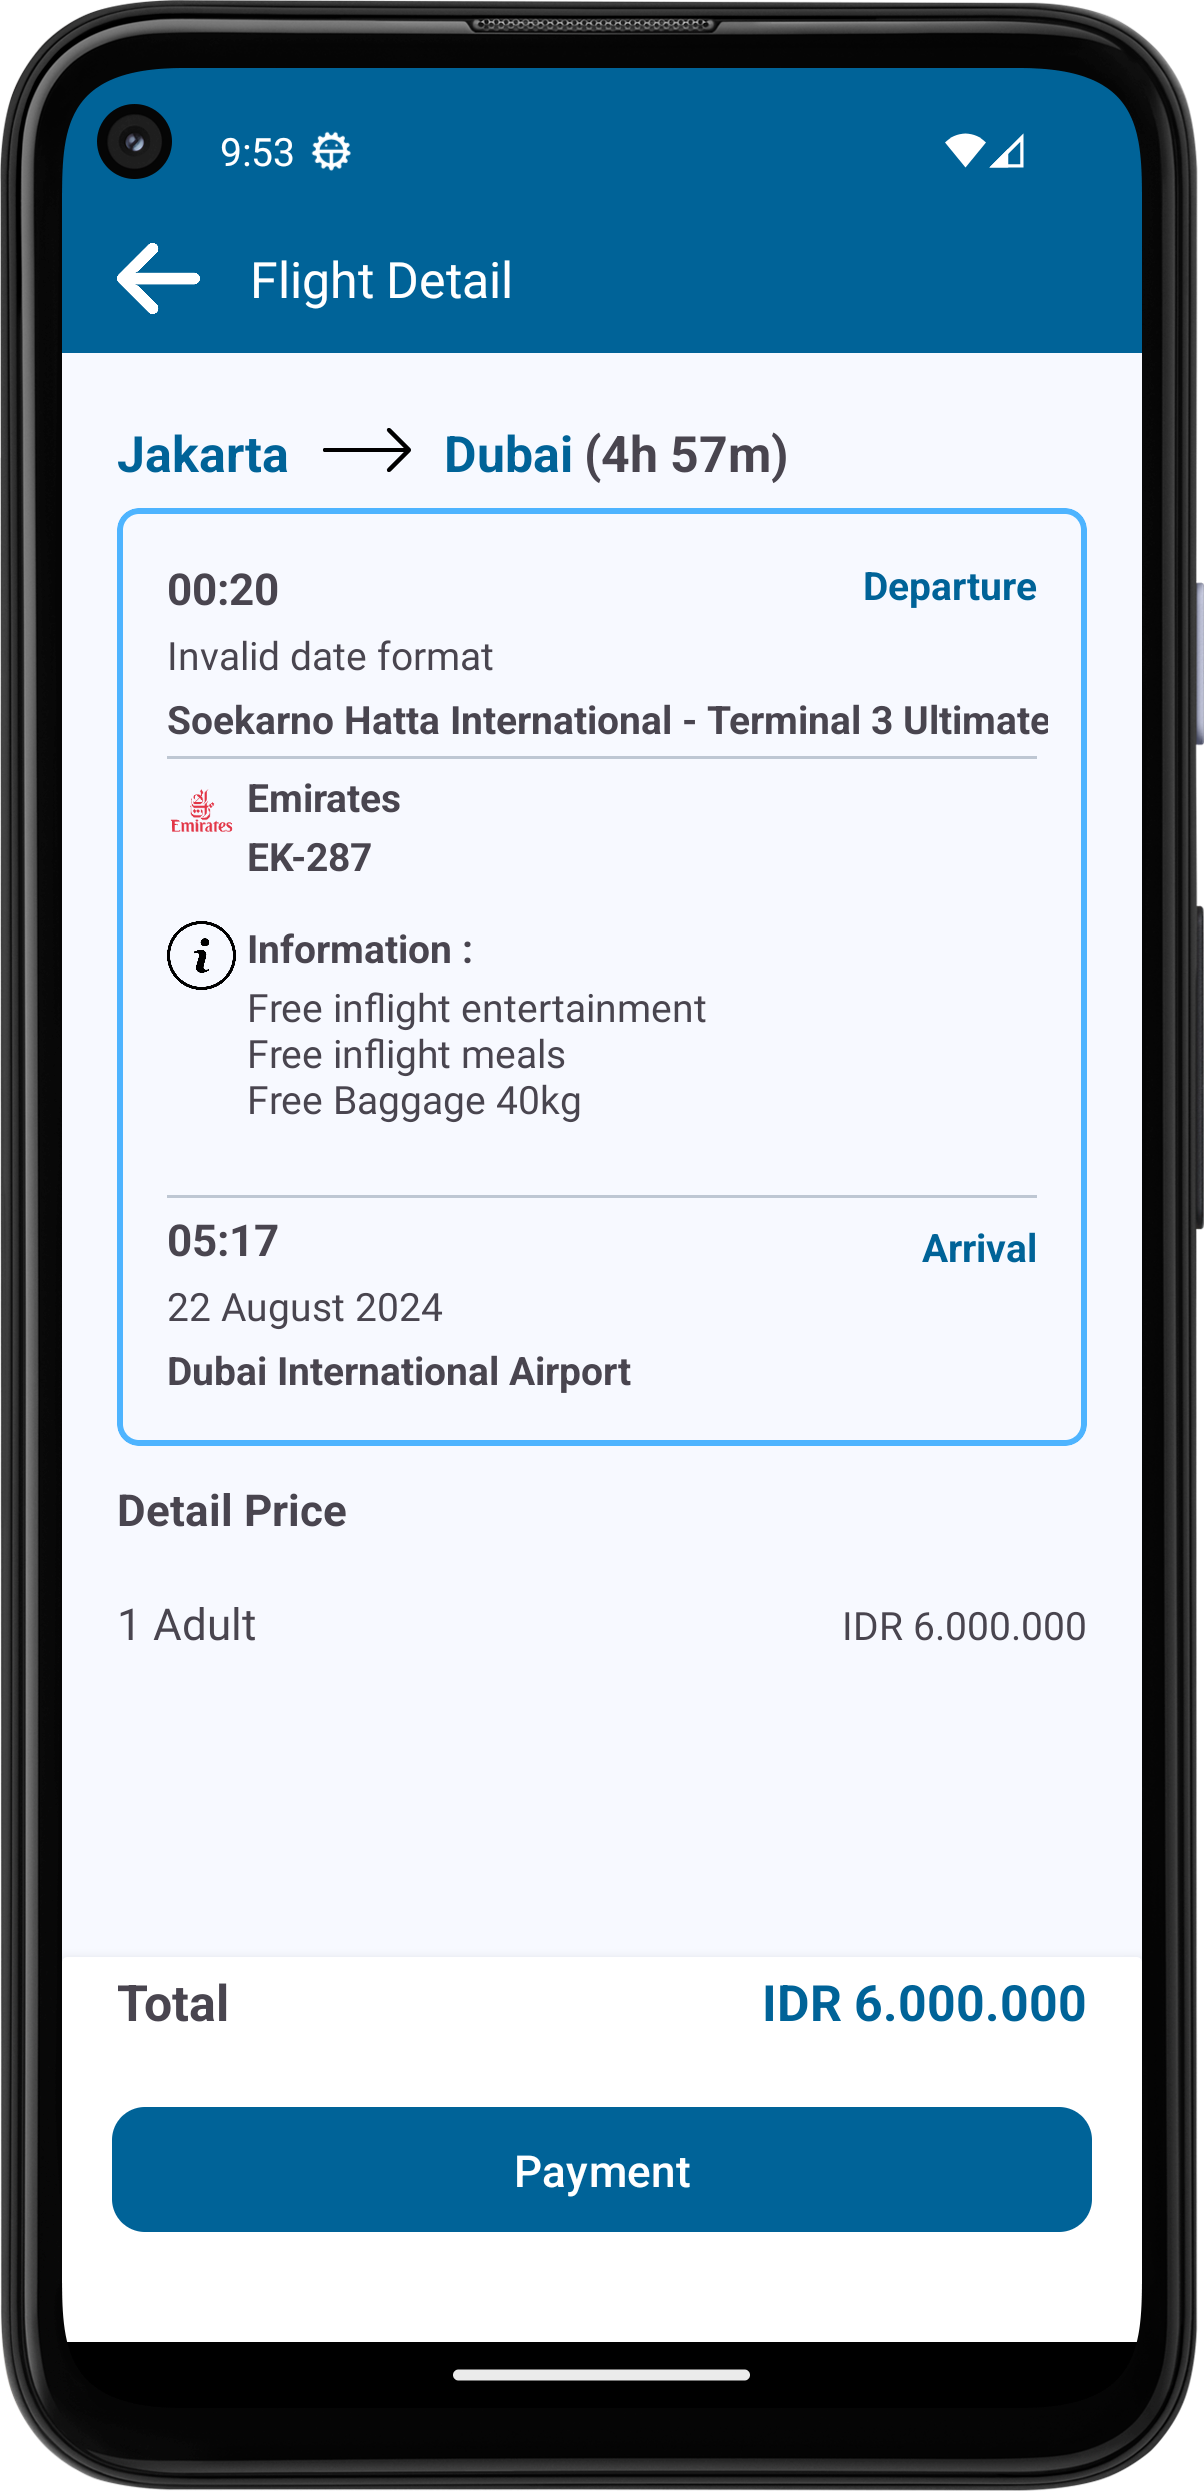 9:53
Flight Detail
Jakarta Dubai (4h 57m)
00:20 Departure
Invalid date format
Soekarno Hatta International - Terminal 3 Ultimate
Emirates
Emirates
EK-287
i Information :
Free inflight entertainment
Free inflight meals
Free Baggage 40kg
05:17 Arrival
22 August 2024
Dubai International Airport
Detail Price
1 Adult IDR 6.000.000
Total IDR 6.000.000
Payment